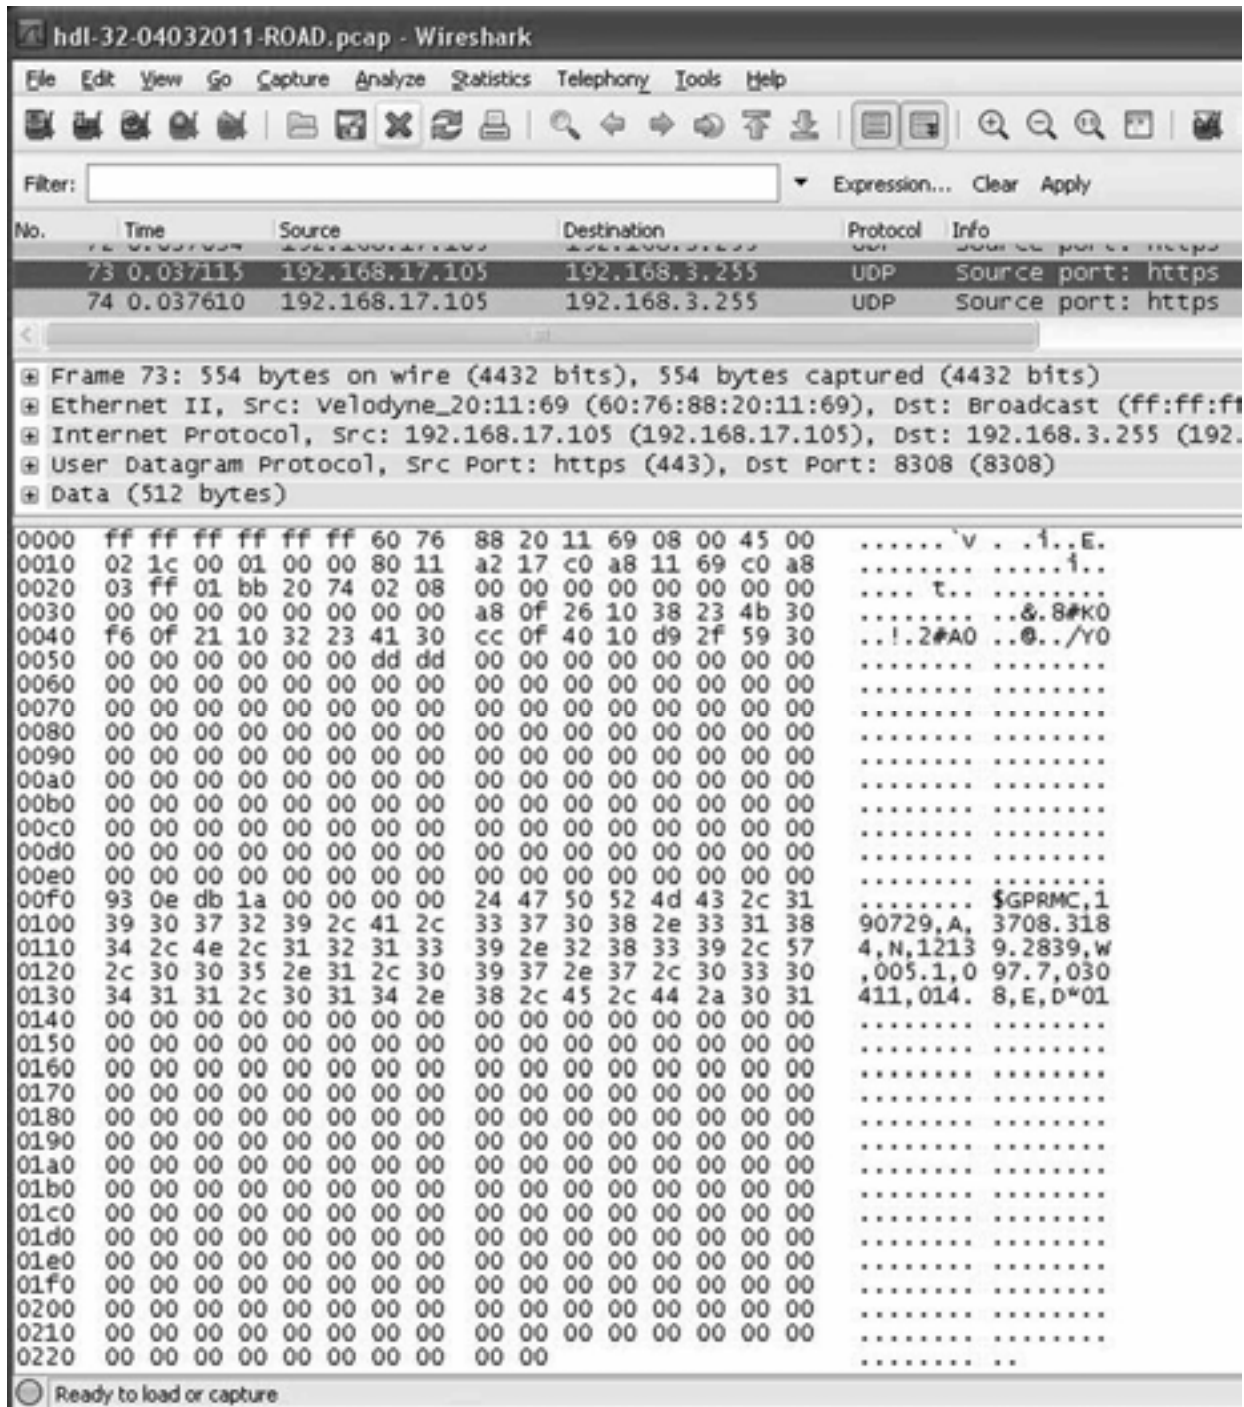 hdl-32-04032011-ROAD.pcap - Wireshark
File Edit View Go Capture Analyze Statistics Telephony Tools Help
Filter: Expression... Clear Apply
No. Time Source Destination Protocol Info
73 0.037115 192.168.17.105 192.168.3.255 UDP Source port: https
74 0.037610 192.168.17.105 192.168.3.255 UDP Source port: https
Frame 73: 554 bytes on wire (4432 bits), 554 bytes captured (4432 bits)
Ethernet II, Src: Velodyne_20:11:69 (60:76:88:20:11:69), Dst: Broadcast (ff:ff:ff
Internet Protocol, Src: 192.168.17.105 (192.168.17.105), Dst: 192.168.3.255 (192.
User Datagram Protocol, Src Port: https (443), Dst Port: 8308 (8308)
Data (512 bytes)
0000 ff ff ff ff ff ff 60 76 88 20 11 69 08 00 45 00 ......`v . .i..E.
0010 02 1c 00 01 00 00 80 11 a2 17 c0 a8 11 69 c0 a8 ........ .....i..
0020 03 ff 01 bb 20 74 02 08 00 00 00 00 00 00 00 00 .... t.. ........
0030 00 00 00 00 00 00 00 00 a8 0f 26 10 38 23 4b 30 ........ ..&.8#K0
0040 f6 0f 21 10 32 23 41 30 cc 0f 40 10 d9 2f 59 30 ..!.2#A0 ..@../Y0
0050 00 00 00 00 00 00 dd dd 00 00 00 00 00 00 00 00 ........ ........
0060 00 00 00 00 00 00 00 00 00 00 00 00 00 00 00 00 ........ ........
0070 00 00 00 00 00 00 00 00 00 00 00 00 00 00 00 00 ........ ........
0080 00 00 00 00 00 00 00 00 00 00 00 00 00 00 00 00 ........ ........
0090 00 00 00 00 00 00 00 00 00 00 00 00 00 00 00 00 ........ ........
00a0 00 00 00 00 00 00 00 00 00 00 00 00 00 00 00 00 ........ ........
00b0 00 00 00 00 00 00 00 00 00 00 00 00 00 00 00 00 ........ ........
00c0 00 00 00 00 00 00 00 00 00 00 00 00 00 00 00 00 ........ ........
00d0 00 00 00 00 00 00 00 00 00 00 00 00 00 00 00 00 ........ ........
00e0 00 00 00 00 00 00 00 00 00 00 00 00 00 00 00 00 ........ ........
00f0 93 0e db 1a 00 00 00 00 24 47 50 52 4d 43 2c 31 ........ $GPRMC,1
0100 39 30 37 32 39 2c 41 2c 33 37 30 38 2e 33 31 38 90729,A, 3708.318
0110 34 2c 4e 2c 31 32 31 33 39 2e 32 38 33 39 2c 57 4,N,1213 9.2839,W
0120 2c 30 30 35 2e 31 2c 30 39 37 2e 37 2c 30 33 30 ,005.1,0 97.7,030
0130 34 31 31 2c 30 31 34 2e 38 2c 45 2c 44 2a 30 31 411,014. 8,E,D*01
0140 00 00 00 00 00 00 00 00 00 00 00 00 00 00 00 00 ........ ........
0150 00 00 00 00 00 00 00 00 00 00 00 00 00 00 00 00 ........ ........
0160 00 00 00 00 00 00 00 00 00 00 00 00 00 00 00 00 ........ ........
0170 00 00 00 00 00 00 00 00 00 00 00 00 00 00 00 00 ........ ........
0180 00 00 00 00 00 00 00 00 00 00 00 00 00 00 00 00 ........ ........
0190 00 00 00 00 00 00 00 00 00 00 00 00 00 00 00 00 ........ ........
01a0 00 00 00 00 00 00 00 00 00 00 00 00 00 00 00 00 ........ ........
01b0 00 00 00 00 00 00 00 00 00 00 00 00 00 00 00 00 ........ ........
01c0 00 00 00 00 00 00 00 00 00 00 00 00 00 00 00 00 ........ ........
01d0 00 00 00 00 00 00 00 00 00 00 00 00 00 00 00 00 ........ ........
01e0 00 00 00 00 00 00 00 00 00 00 00 00 00 00 00 00 ........ ........
01f0 00 00 00 00 00 00 00 00 00 00 00 00 00 00 00 00 ........ ........
0200 00 00 00 00 00 00 00 00 00 00 00 00 00 00 00 00 ........ ........
0210 00 00 00 00 00 00 00 00 00 00 00 00 00 00 00 00 ........ ........
0220 00 00 00 00 00 00 00 00 00 00 ........ ..
Ready to load or capture